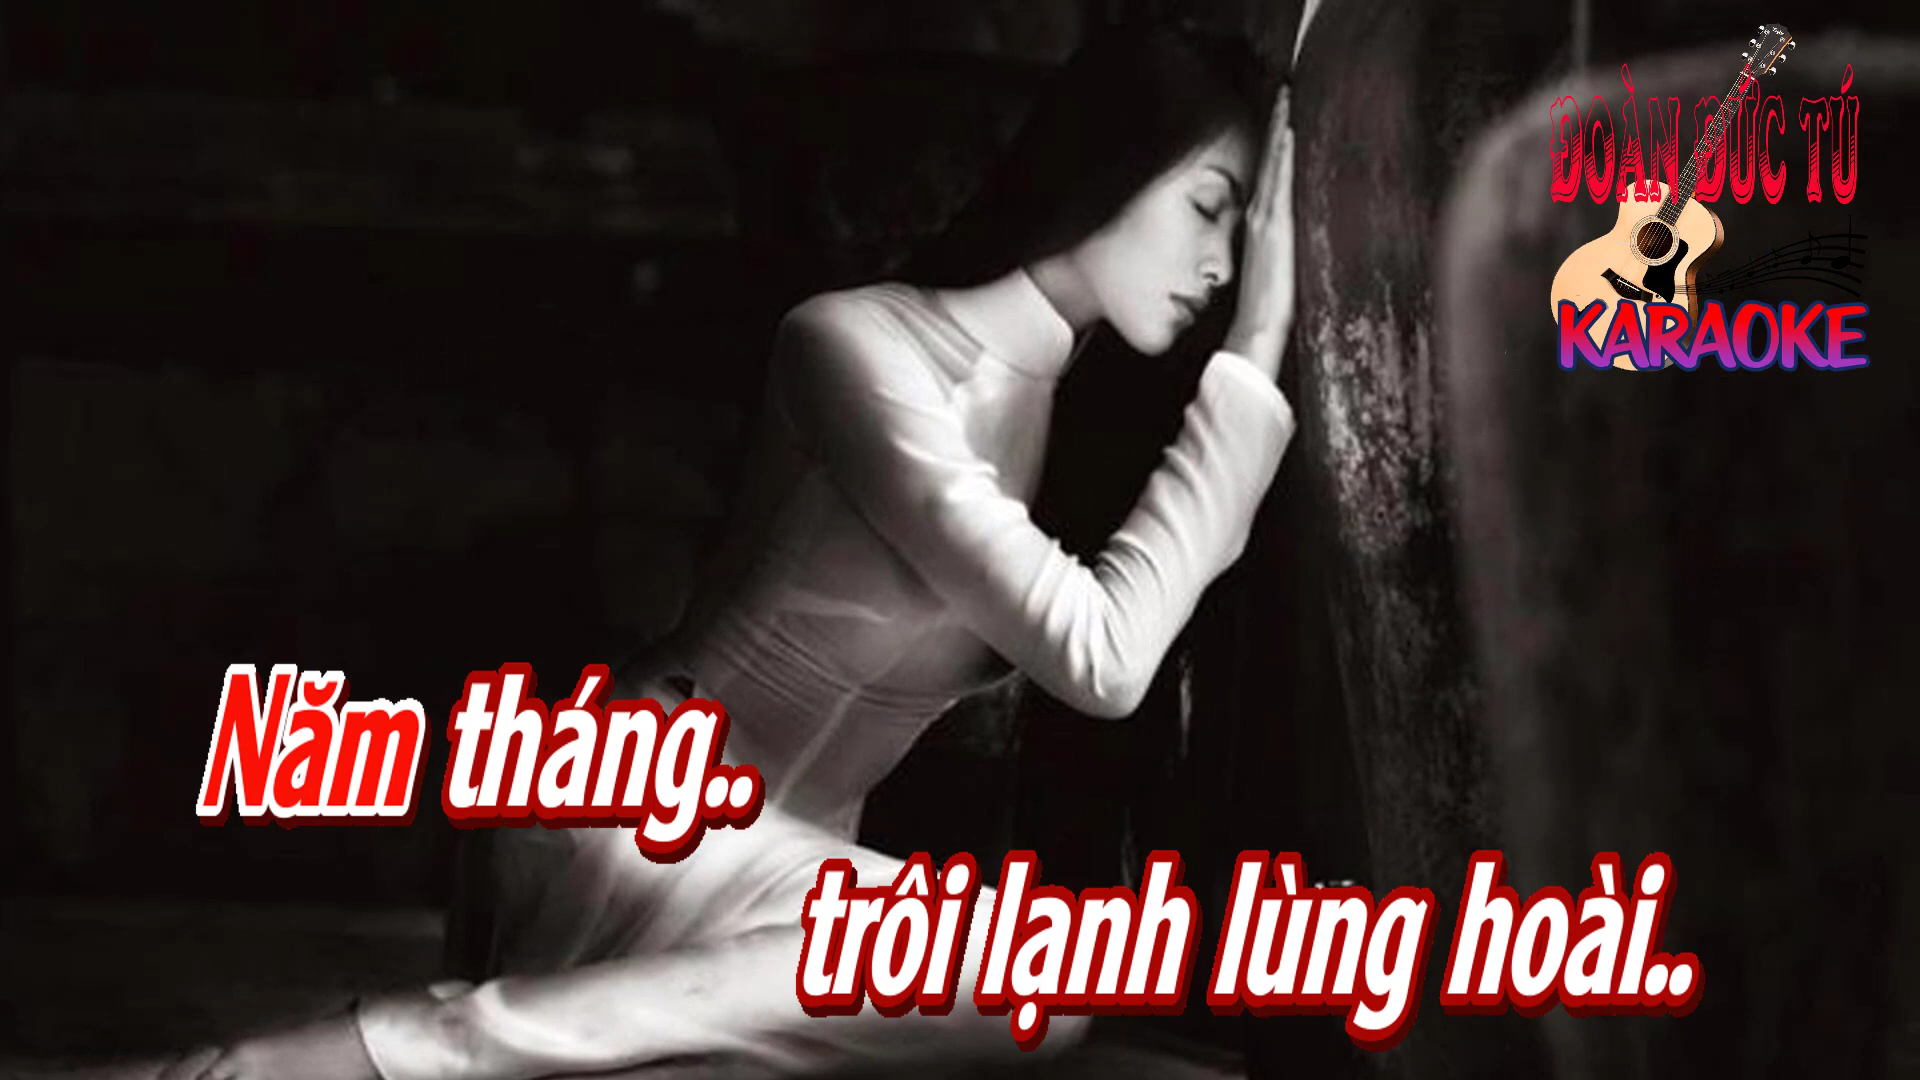 ĐOÀN ĐỨC TÚ
KARAOKE
Năm tháng..
trôi lạnh lùng hoài..